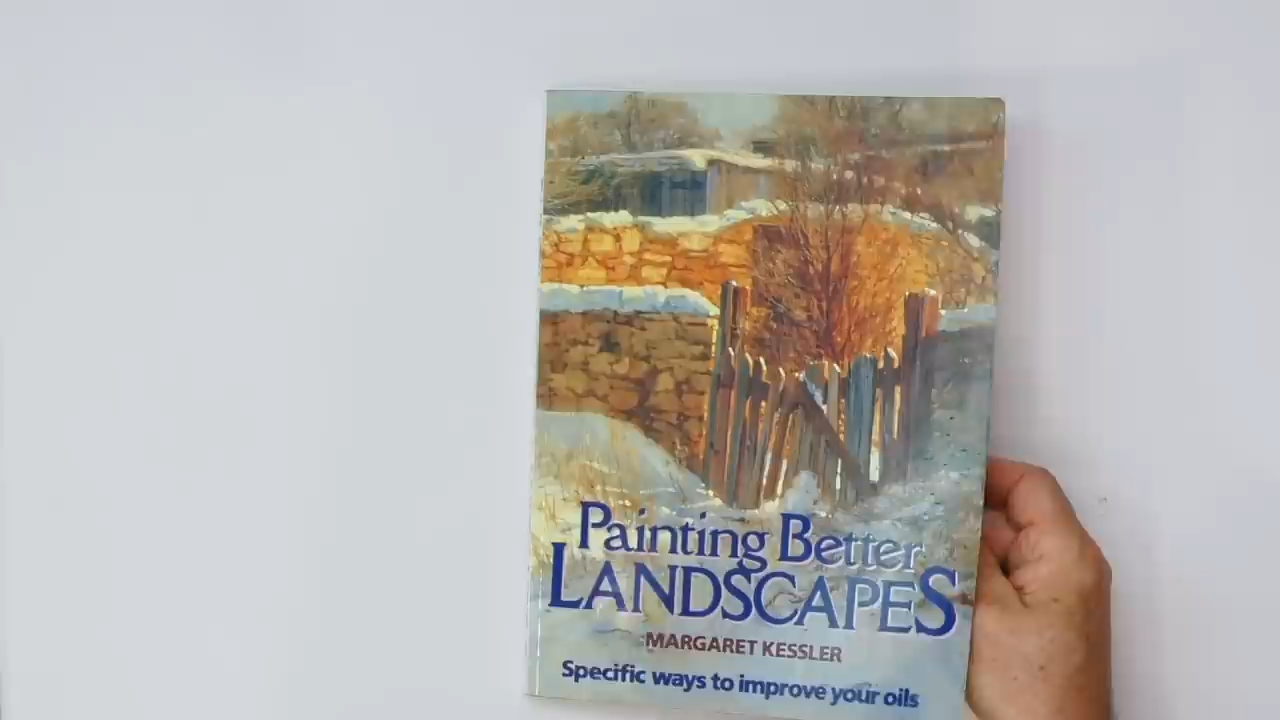 Painting Better
LANDSCAPES
MARGARET KESSLER
Specific ways to improve your oils